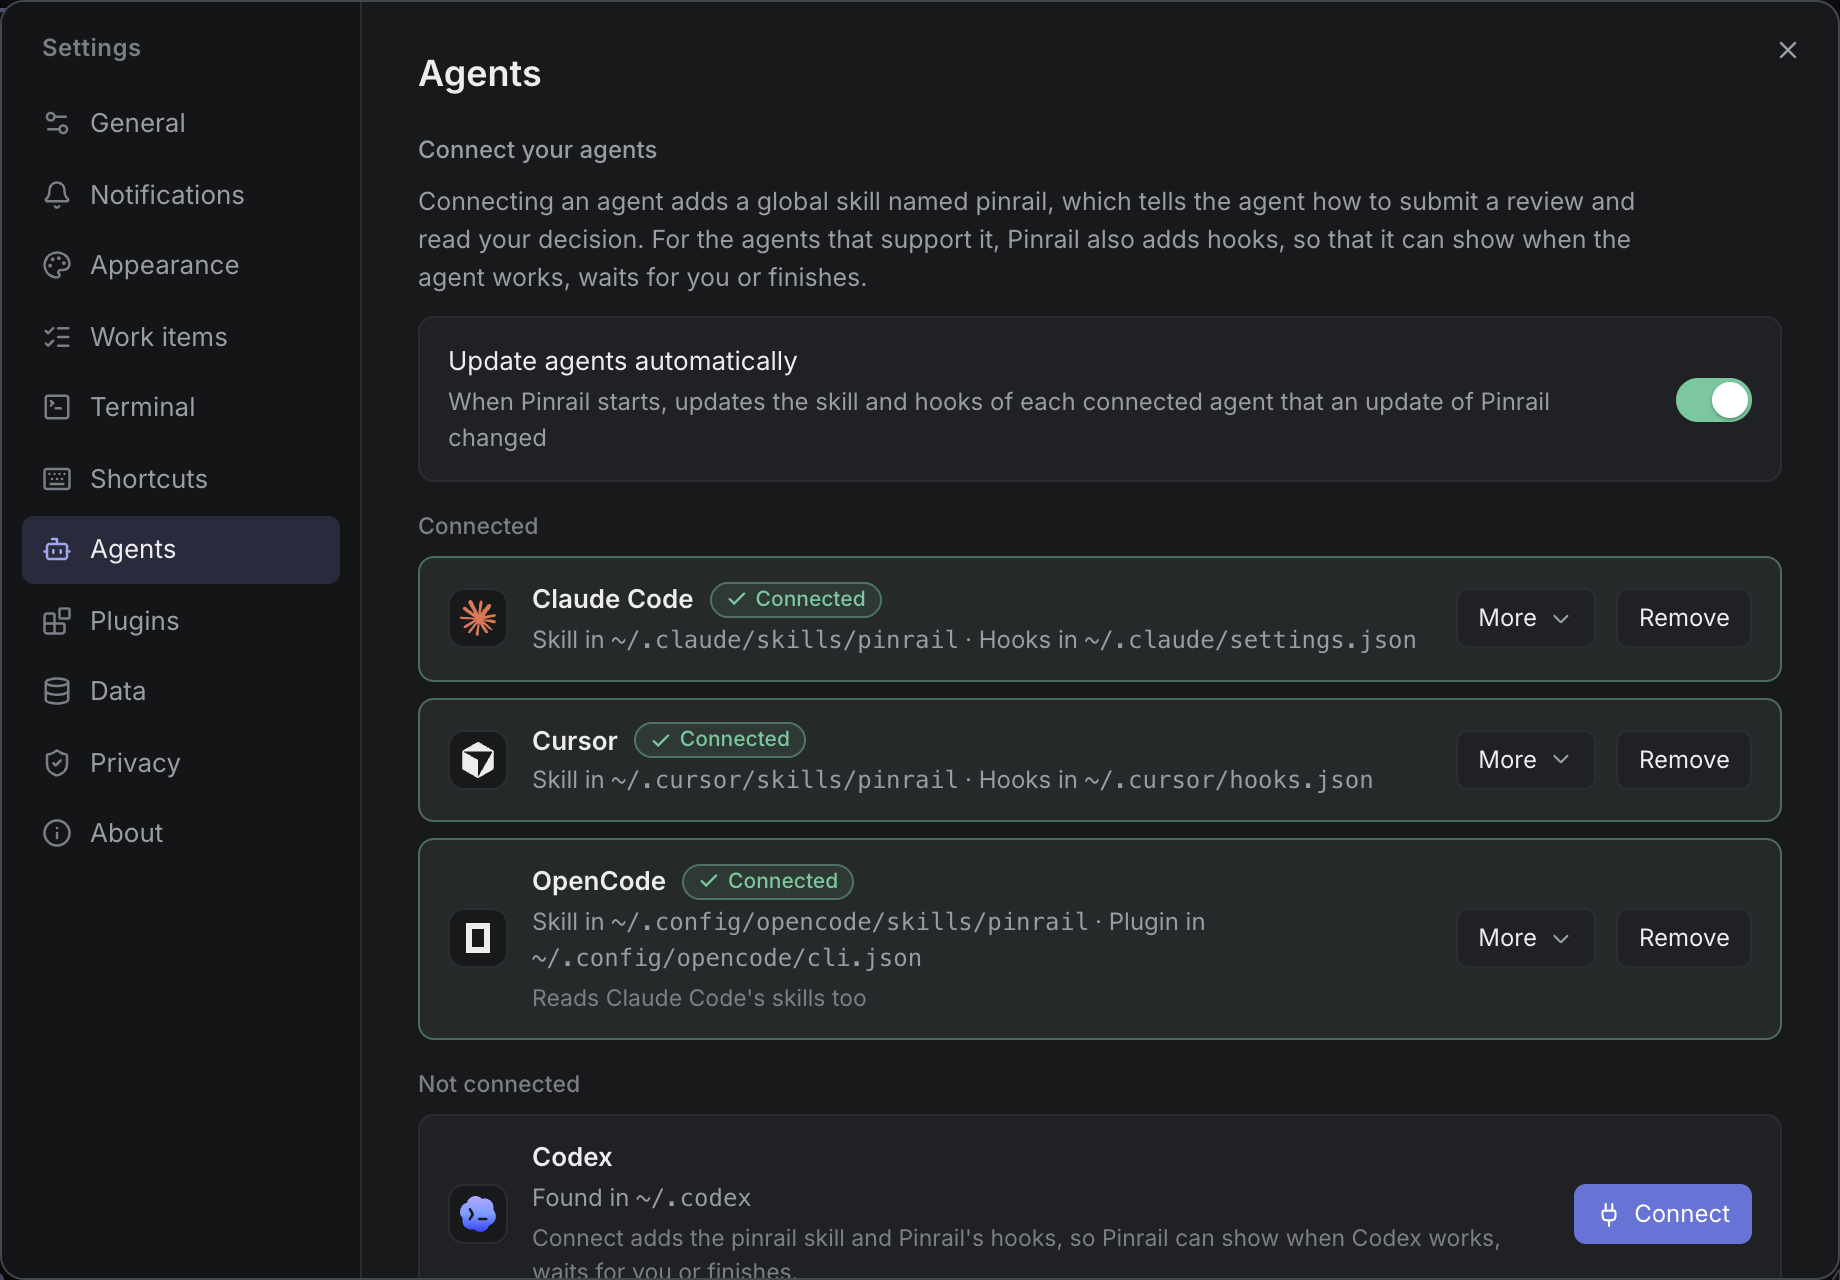 Settings
General
Notifications
Appearance
Work items
Terminal
Shortcuts
Agents
Plugins
Data
Privacy
About
Agents
Connect your agents
Connecting an agent adds a global skill named pinrail, which tells the agent how to submit a review and
read your decision. For the agents that support it, Pinrail also adds hooks, so that it can show when the
agent works, waits for you or finishes.
Update agents automatically
When Pinrail starts, updates the skill and hooks of each connected agent that an update of Pinrail
changed
Connected
Claude Code Connected
Skill in ~/.claude/skills/pinrail · Hooks in ~/.claude/settings.json
More Remove
Cursor Connected
Skill in ~/.cursor/skills/pinrail · Hooks in ~/.cursor/hooks.json
More Remove
OpenCode Connected
Skill in ~/.config/opencode/skills/pinrail · Plugin in
~/.config/opencode/cli.json
Reads Claude Code's skills too
More Remove
Not connected
Codex
Found in ~/.codex
Connect adds the pinrail skill and Pinrail's hooks, so Pinrail can show when Codex works,
waits for you or finishes.
Connect